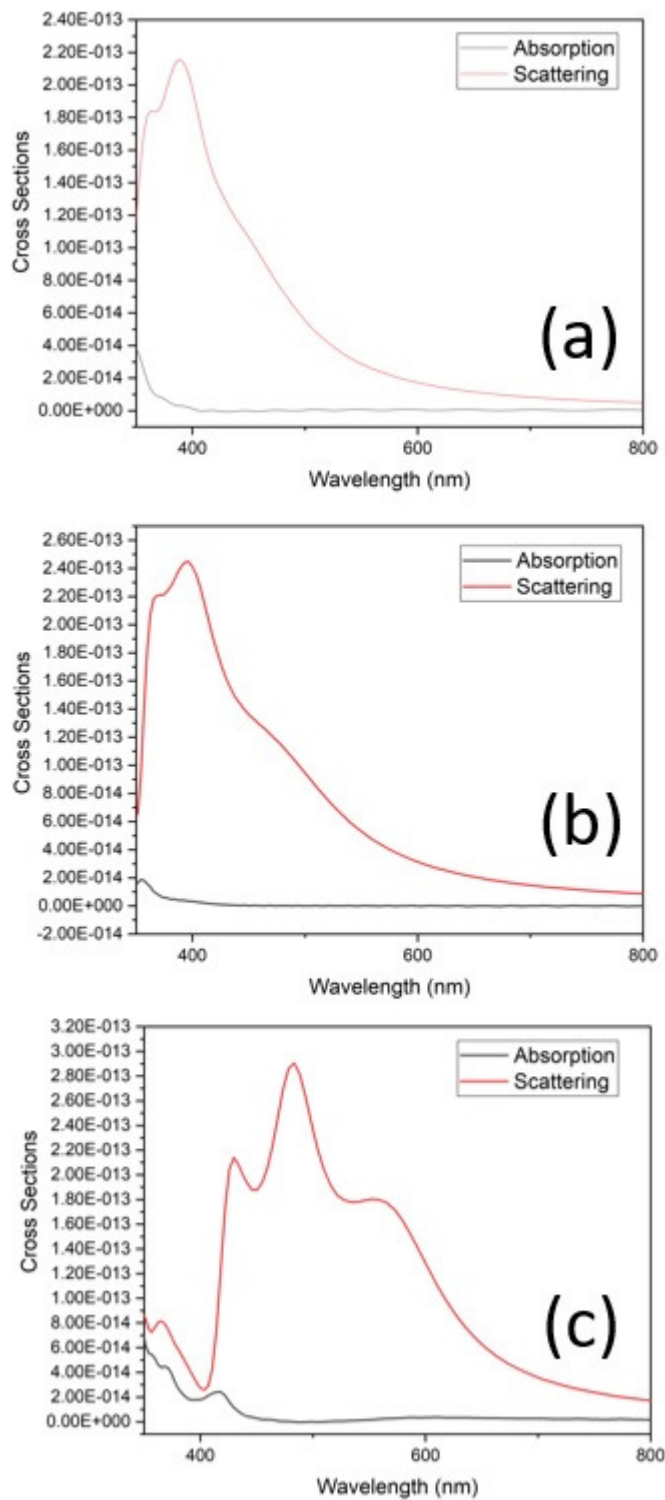 2.40E-013
2.20E-013
2.00E-013
1.80E-013
1.60E-013
1.40E-013
1.20E-013
1.00E-013
8.00E-014
6.00E-014
4.00E-014
2.00E-014
0.00E+000
Cross Sections
Absorption
Scattering
(a)
400
600
800
Wavelength (nm)
2.60E-013
2.40E-013
2.20E-013
2.00E-013
1.80E-013
1.60E-013
1.40E-013
1.20E-013
1.00E-013
8.00E-014
6.00E-014
4.00E-014
2.00E-014
0.00E+000
-2.00E-014
Cross Sections
Absorption
Scattering
(b)
400
600
800
Wavelength (nm)
3.20E-013
3.00E-013
2.80E-013
2.60E-013
2.40E-013
2.20E-013
2.00E-013
1.80E-013
1.60E-013
1.40E-013
1.20E-013
1.00E-013
8.00E-014
6.00E-014
4.00E-014
2.00E-014
0.00E+000
Cross Sections
Absorption
Scattering
(c)
400
600
800
Wavelength (nm)